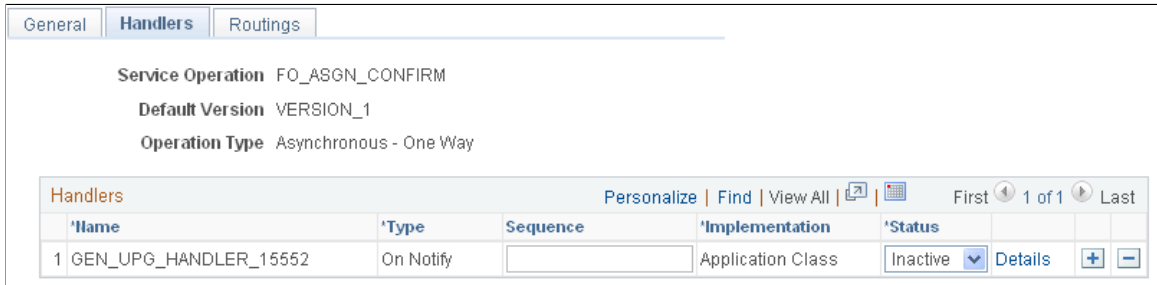 General Handlers Routings
Service Operation FO_ASGN_CONFIRM
Default Version VERSION_1
Operation Type Asynchronous - One Way
Handlers Personalize | Find | View All | | First 1 of 1 Last
*Name *Type Sequence *Implementation *Status
1 GEN_UPG_HANDLER_15552 On Notify Application Class Inactive Details